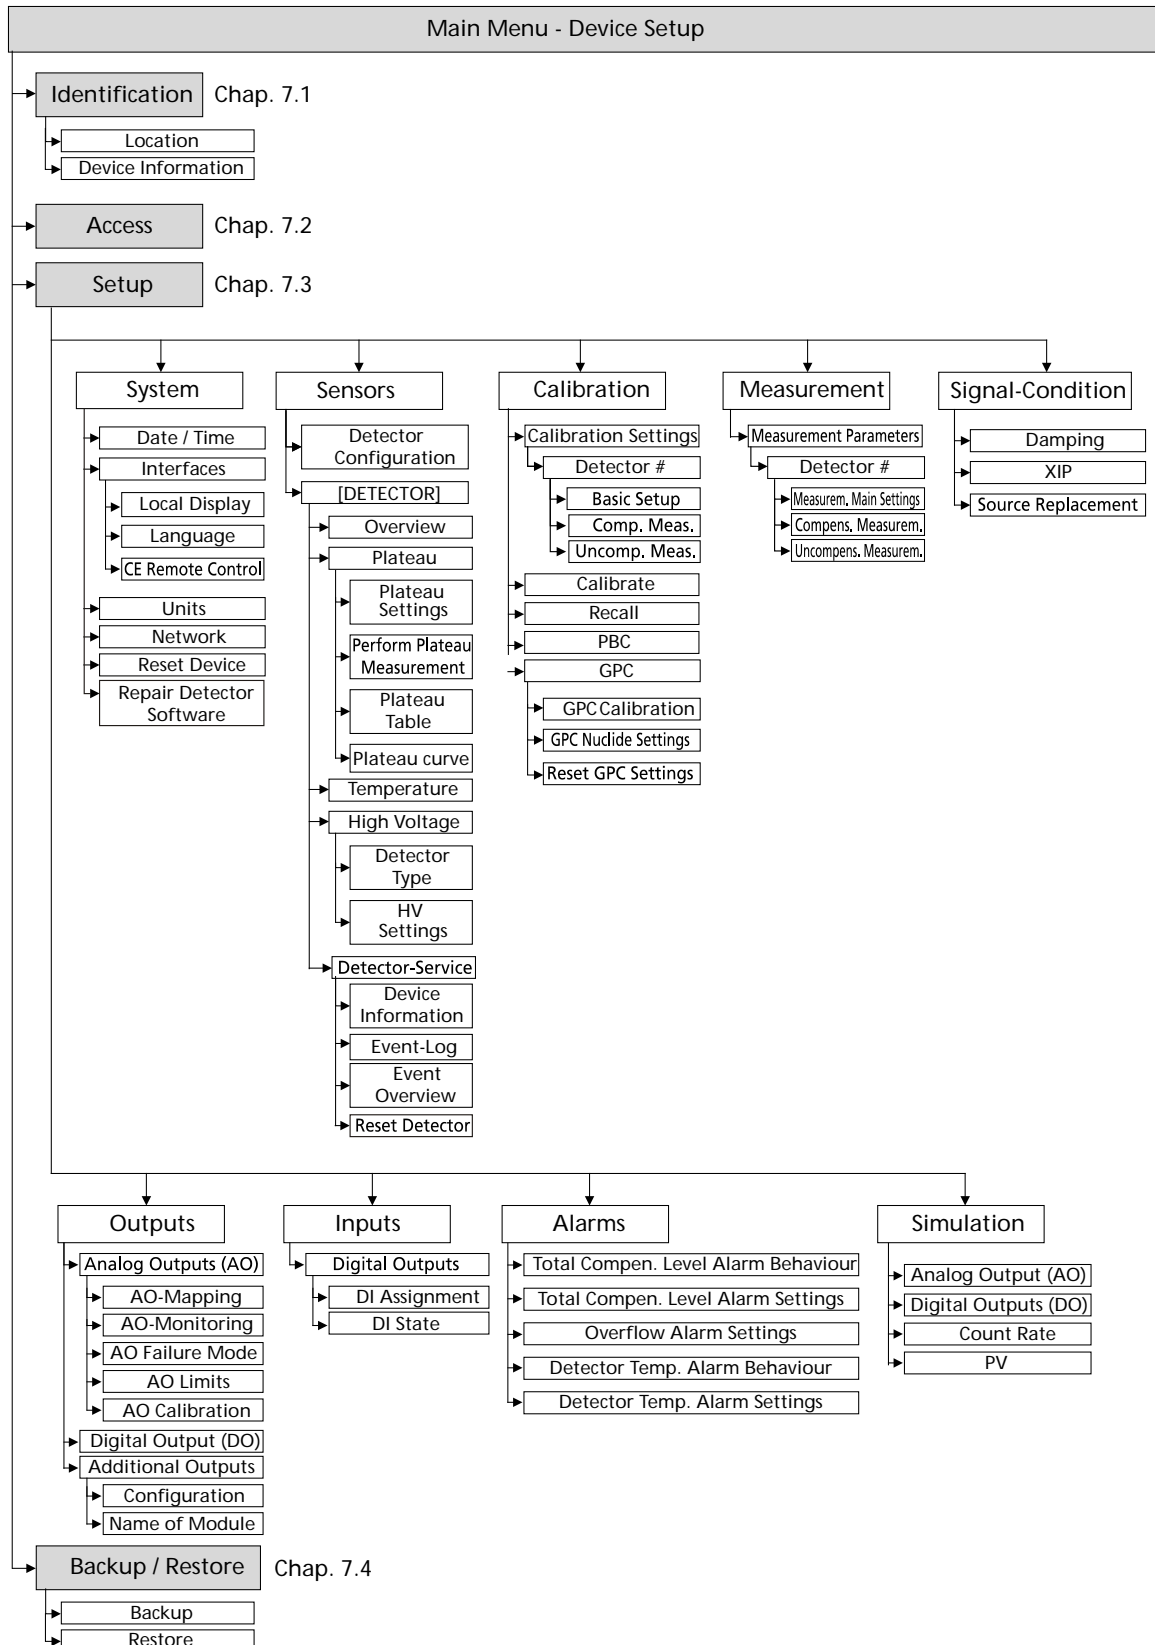 Main Menu - Device Setup
Identification
Chap. 7.1
Location
Device Information
Access
Chap. 7.2
Setup
Chap. 7.3
System
Date / Time
Interfaces
Local Display
Language
CE Remote Control
Units
Network
Reset Device
Repair Detector
Software
Sensors
Detector
Configuration
[DETECTOR]
Overview
Plateau
Plateau
Settings
Perform Plateau
Measurement
Plateau
Table
Plateau curve
Temperature
High Voltage
Detector
Type
HV
Settings
Detector-Service
Device
Information
Event-Log
Event
Overview
Reset Detector
Calibration
Calibration Settings
Detector #
Basic Setup
Comp. Meas.
Uncomp. Meas.
Calibrate
Recall
PBC
GPC
GPC Calibration
GPC Nuclide Settings
Reset GPC Settings
Measurement
Measurement Parameters
Detector #
Measurem. Main Settings
Compens. Measurem.
Uncompens. Measurem.
Signal-Condition
Damping
XIP
Source Replacement
Outputs
Analog Outputs (AO)
AO-Mapping
AO-Monitoring
AO Failure Mode
AO Limits
AO Calibration
Digital Output (DO)
Additional Outputs
Configuration
Name of Module
Inputs
Digital Outputs
DI Assignment
DI State
Alarms
Total Compen. Level Alarm Behaviour
Total Compen. Level Alarm Settings
Overflow Alarm Settings
Detector Temp. Alarm Behaviour
Detector Temp. Alarm Settings
Simulation
Analog Output (AO)
Digital Outputs (DO)
Count Rate
PV
Backup / Restore
Chap. 7.4
Backup
Restore